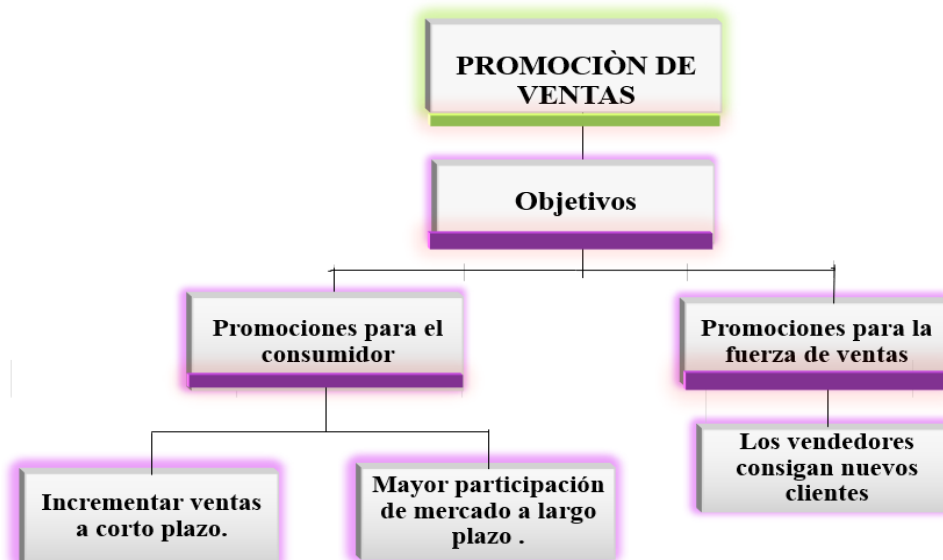 PROMOCIÒN DE
VENTAS
Objetivos
Promociones para el
consumidor
Promociones para la
fuerza de ventas
Incrementar ventas
a corto plazo.
Mayor participación
de mercado a largo
plazo .
Los vendedores
consigan nuevos
clientes